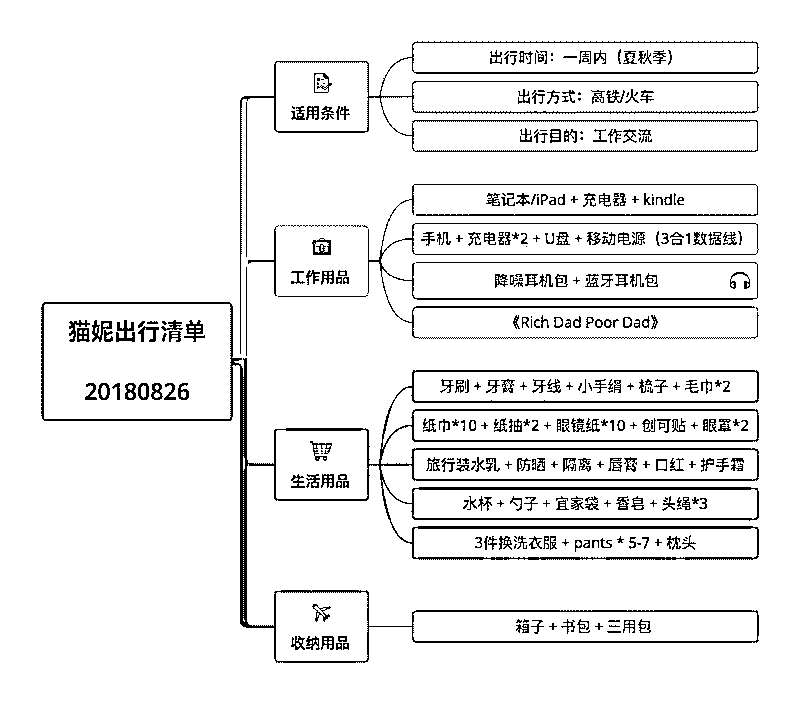 猫妮出行清单
20180826
适用条件
出行时间：一周内（夏秋季）
出行方式：高铁/火车
出行目的：工作交流
工作用品
笔记本/iPad + 充电器 + kindle
手机 + 充电器*2 + U盘 + 移动电源（3合1数据线）
降噪耳机包 + 蓝牙耳机包
《Rich Dad Poor Dad》
生活用品
牙刷 + 牙膏 + 牙线 + 小手绢 + 梳子 + 毛巾*2
纸巾*10 + 纸抽*2 + 眼镜纸*10 + 创可贴 + 眼罩*2
旅行装水乳 + 防晒 + 隔离 + 唇膏 + 口红 + 护手霜
水杯 + 勺子 + 宜家袋 + 香皂 + 头绳*3
3件换洗衣服 + pants * 5-7 + 枕头
收纳用品
箱子 + 书包 + 三用包